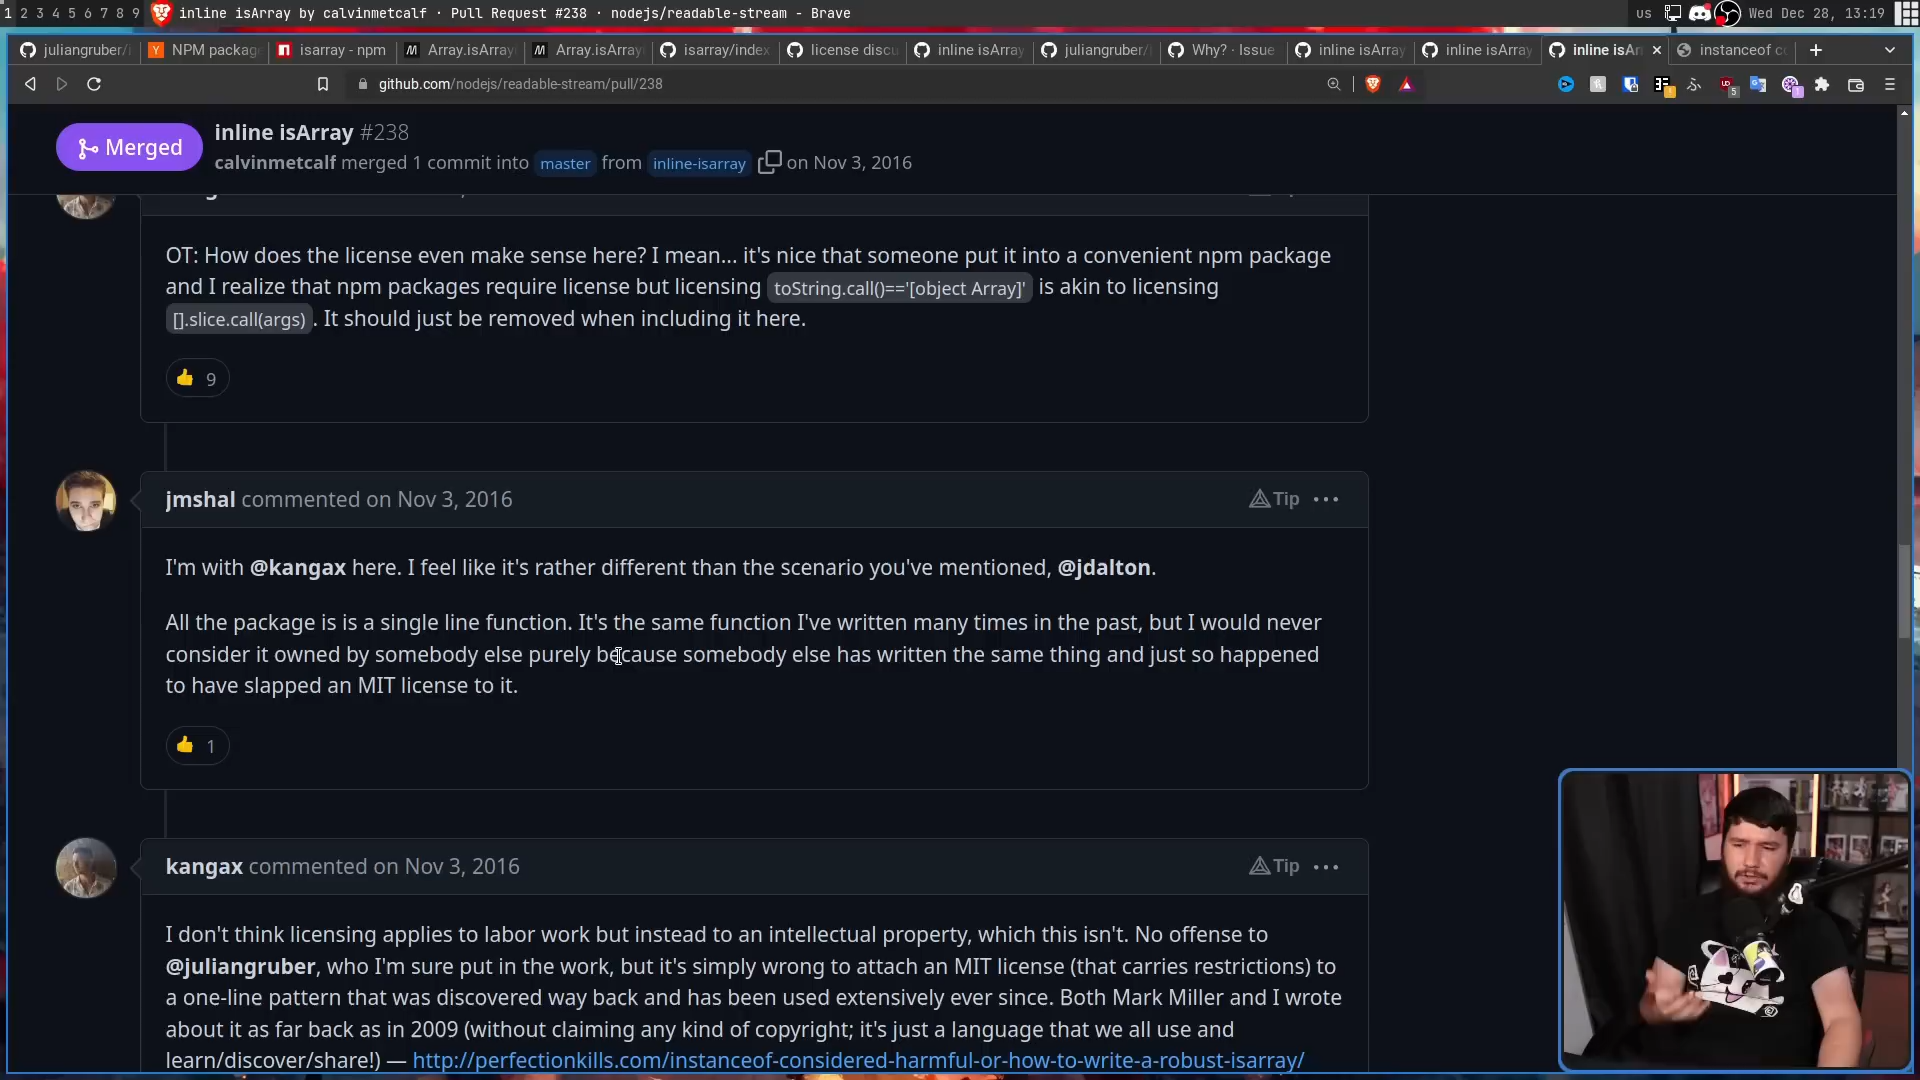 1 2 3 4 5 6 7 8 9 inline isArray by calvinmetcalf · Pull Request #238 · nodejs/readable-stream - Brave us Wed Dec 28, 13:19
juliangruber/i NPM packag isarray - npm Array.isArray Array.isArray isarray/index license discu inline isArray juliangruber/ Why? · Issue inline isArray inline isArray inline isAr instanceof co
github.com/nodejs/readable-stream/pull/238
Merged inline isArray #238
calvinmetcalf merged 1 commit into master from inline-isarray on Nov 3, 2016
OT: How does the license even make sense here? I mean... it's nice that someone put it into a convenient npm package
and I realize that npm packages require license but licensing toString.call()=='[object Array]' is akin to licensing
[].slice.call(args) . It should just be removed when including it here.
👍 9
jmshal commented on Nov 3, 2016 Tip ···
I'm with @kangax here. I feel like it's rather different than the scenario you've mentioned, @jdalton.
All the package is is a single line function. It's the same function I've written many times in the past, but I would never
consider it owned by somebody else purely because somebody else has written the same thing and just so happened
to have slapped an MIT license to it.
👍 1
kangax commented on Nov 3, 2016 Tip ···
I don't think licensing applies to labor work but instead to an intellectual property, which this isn't. No offense to
@juliangruber, who I'm sure put in the work, but it's simply wrong to attach an MIT license (that carries restrictions) to
a one-line pattern that was discovered way back and has been used extensively ever since. Both Mark Miller and I wrote
about it as far back as in 2009 (without claiming any kind of copyright; it's just a language that we all use and
learn/discover/share!) — http://perfectionkills.com/instanceof-considered-harmful-or-how-to-write-a-robust-isarray/